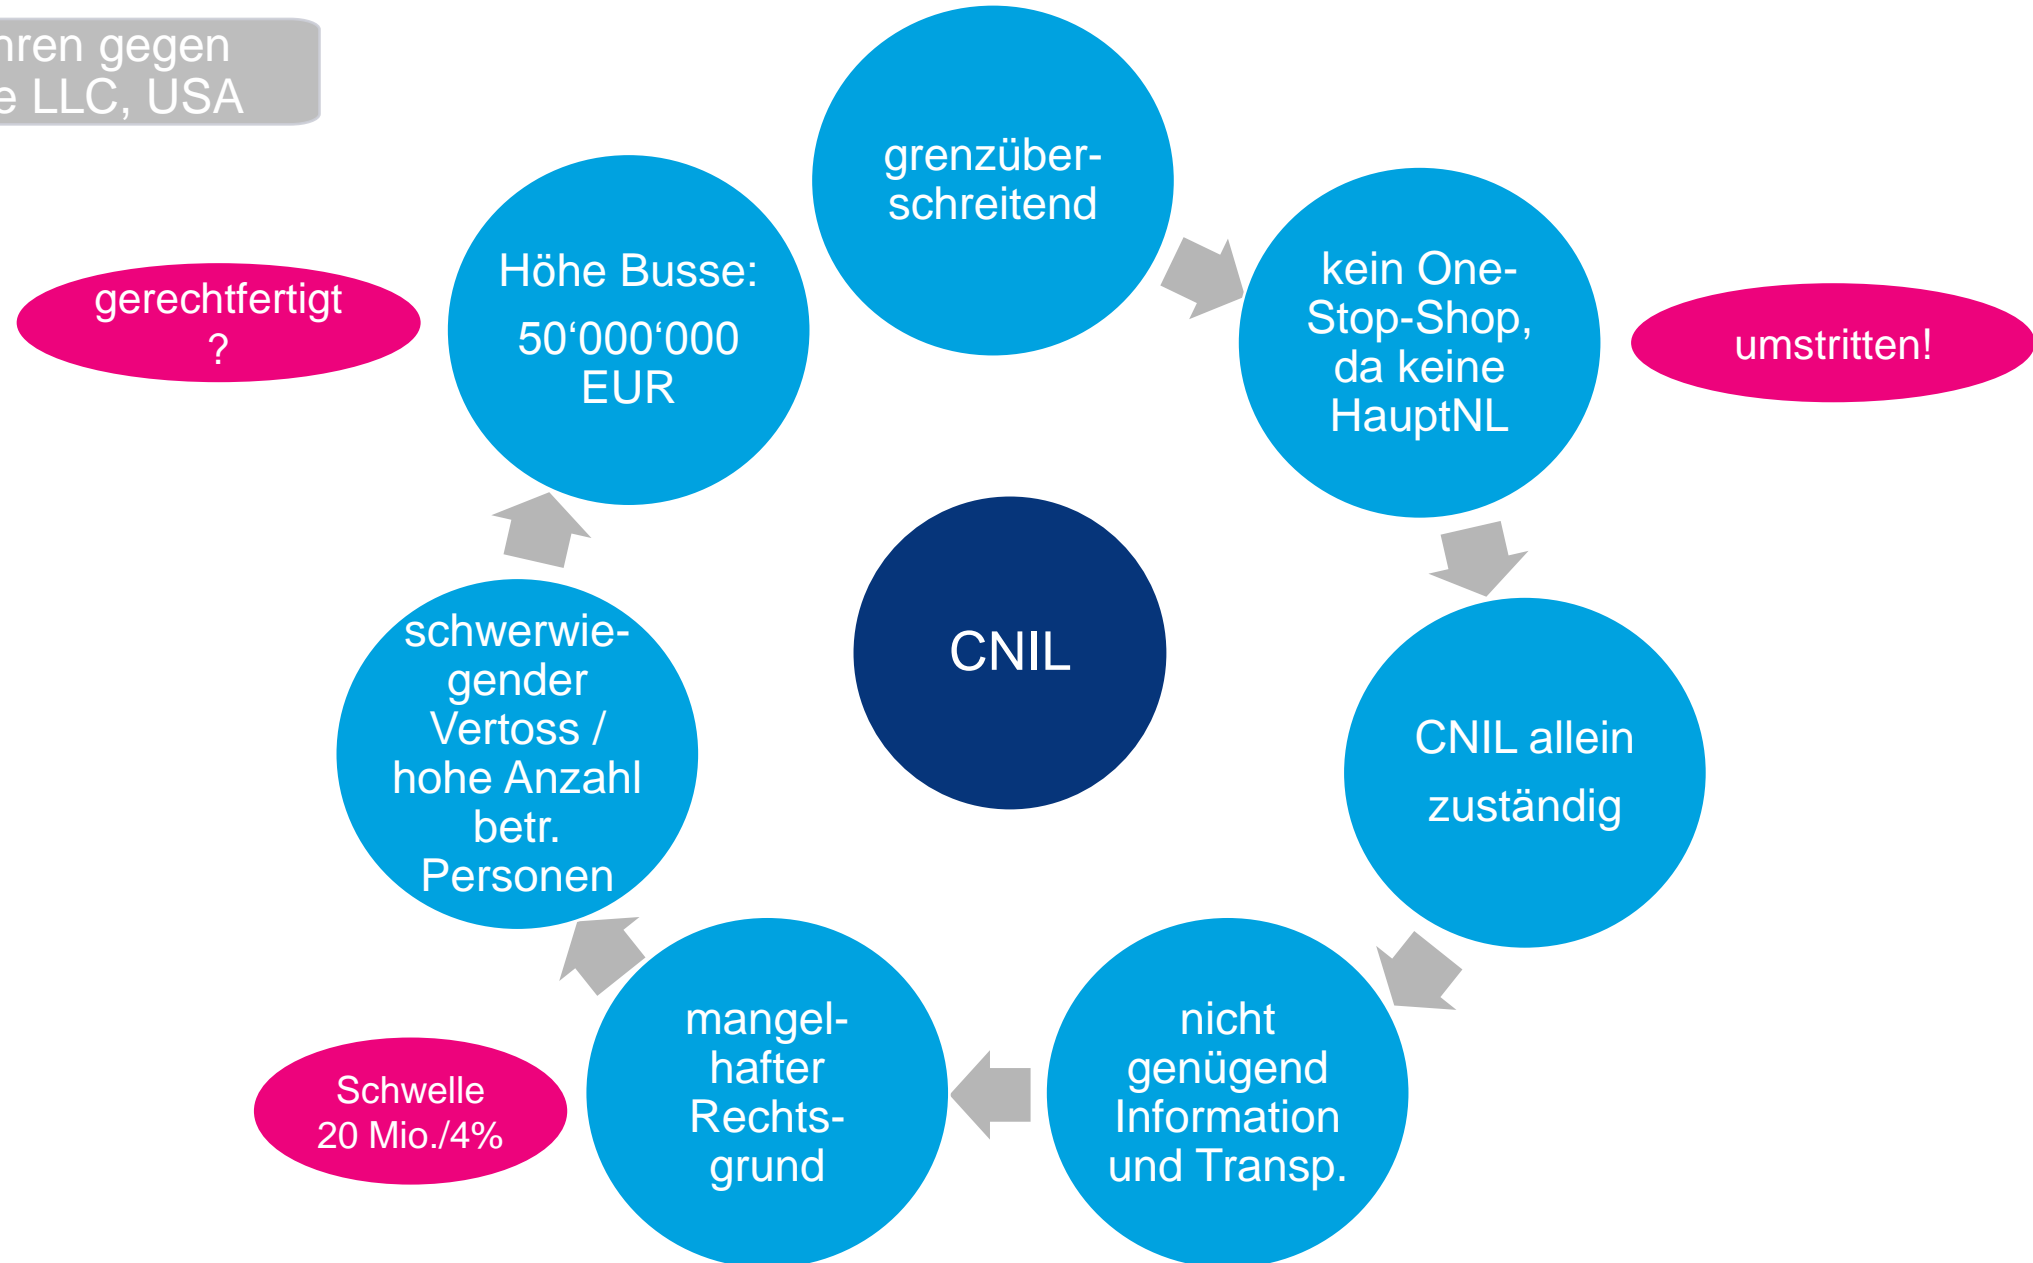 hren gegen
e LLC, USA
grenzüber-
schreitend
kein One-
Stop-Shop,
da keine
HauptNL
umstritten!
CNIL allein
zuständig
nicht
genügend
Information
und Transp.
mangel-
hafter
Rechts-
grund
Schwelle
20 Mio./4%
schwerwie-
gender
Vertoss /
hohe Anzahl
betr.
Personen
Höhe Busse:
50‘000‘000
EUR
gerechtfertigt
?
CNIL